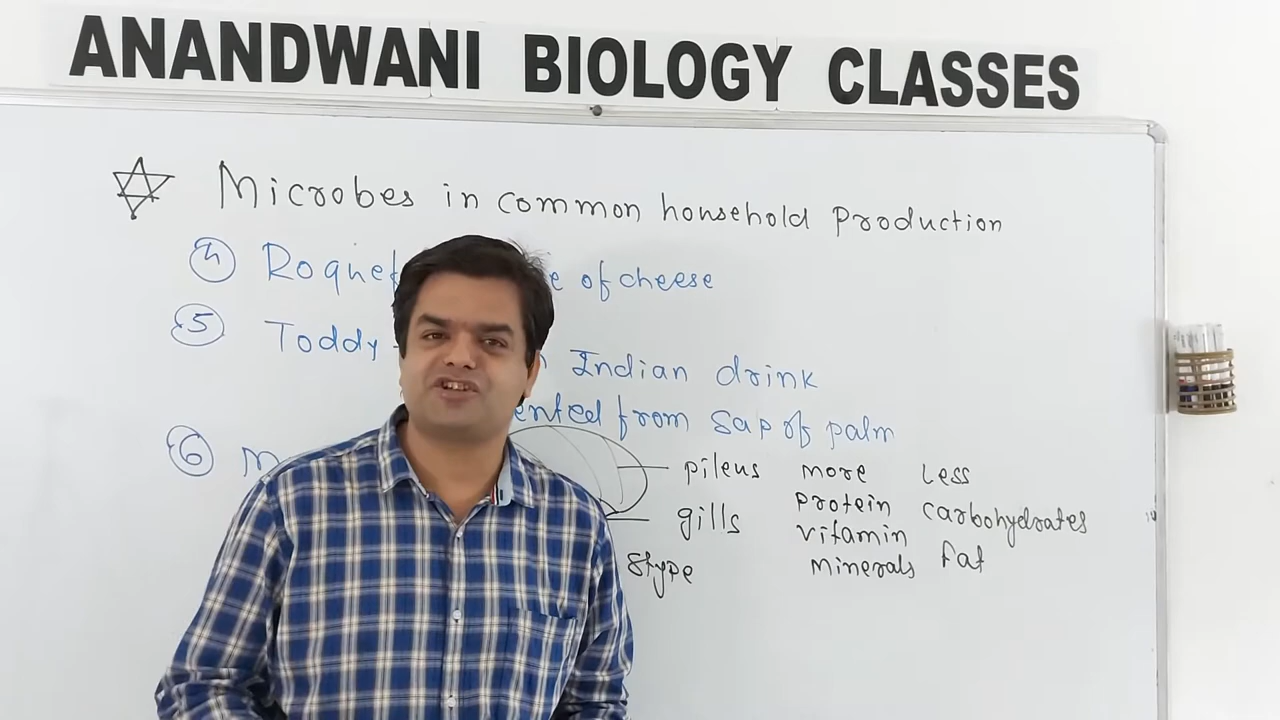 ANANDWANI BIOLOGY CLASSES
Microbes in common household production
4 Roquef e of cheese
5 Toddy - Indian drink
ented from sap of palm
6 M
pileus
gills
stype
more protein vitamin minerals
Less carbohydrates fat